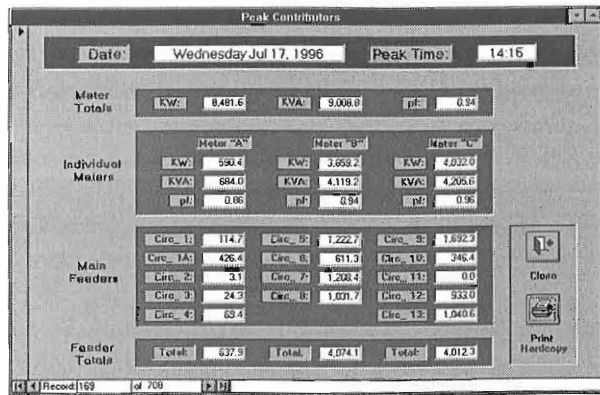 Peak Contributors
Date: Wednesday Jul 17, 1996 Peak Time: 14:15
Meter Totals KW: 8,481.6 KVA: 9,008.8 pf: 0.94
Meter "A" Meter "B" Meter "C"
Individual Meters
KW: 590.4 KW: 3,859.2 KW: 4,032.0
KVA: 684.0 KVA: 4,119.2 KVA: 4,205.6
pf: 0.86 pf: 0.94 pf: 0.96
Main Feeders
Circ_ 1: 114.7 Circ_ 5: 1,222.7 Circ_ 9: 1,692.3
Circ_ 1A: 426.4 Circ_ 6: 611.3 Circ_ 10: 346.4
Circ_ 2: 3.1 Circ_ 7: 1,208.4 Circ_ 11: 0.0
Circ_ 3: 24.3 Circ_ 8: 1,031.7 Circ_ 12: 933.0
Circ_ 4: 69.4 Circ_ 13: 1,040.6
Close
Print Hardcopy
Feeder Totals Total: 637.9 Total: 4,074.1 Total: 4,012.3
Record: 169 of 708